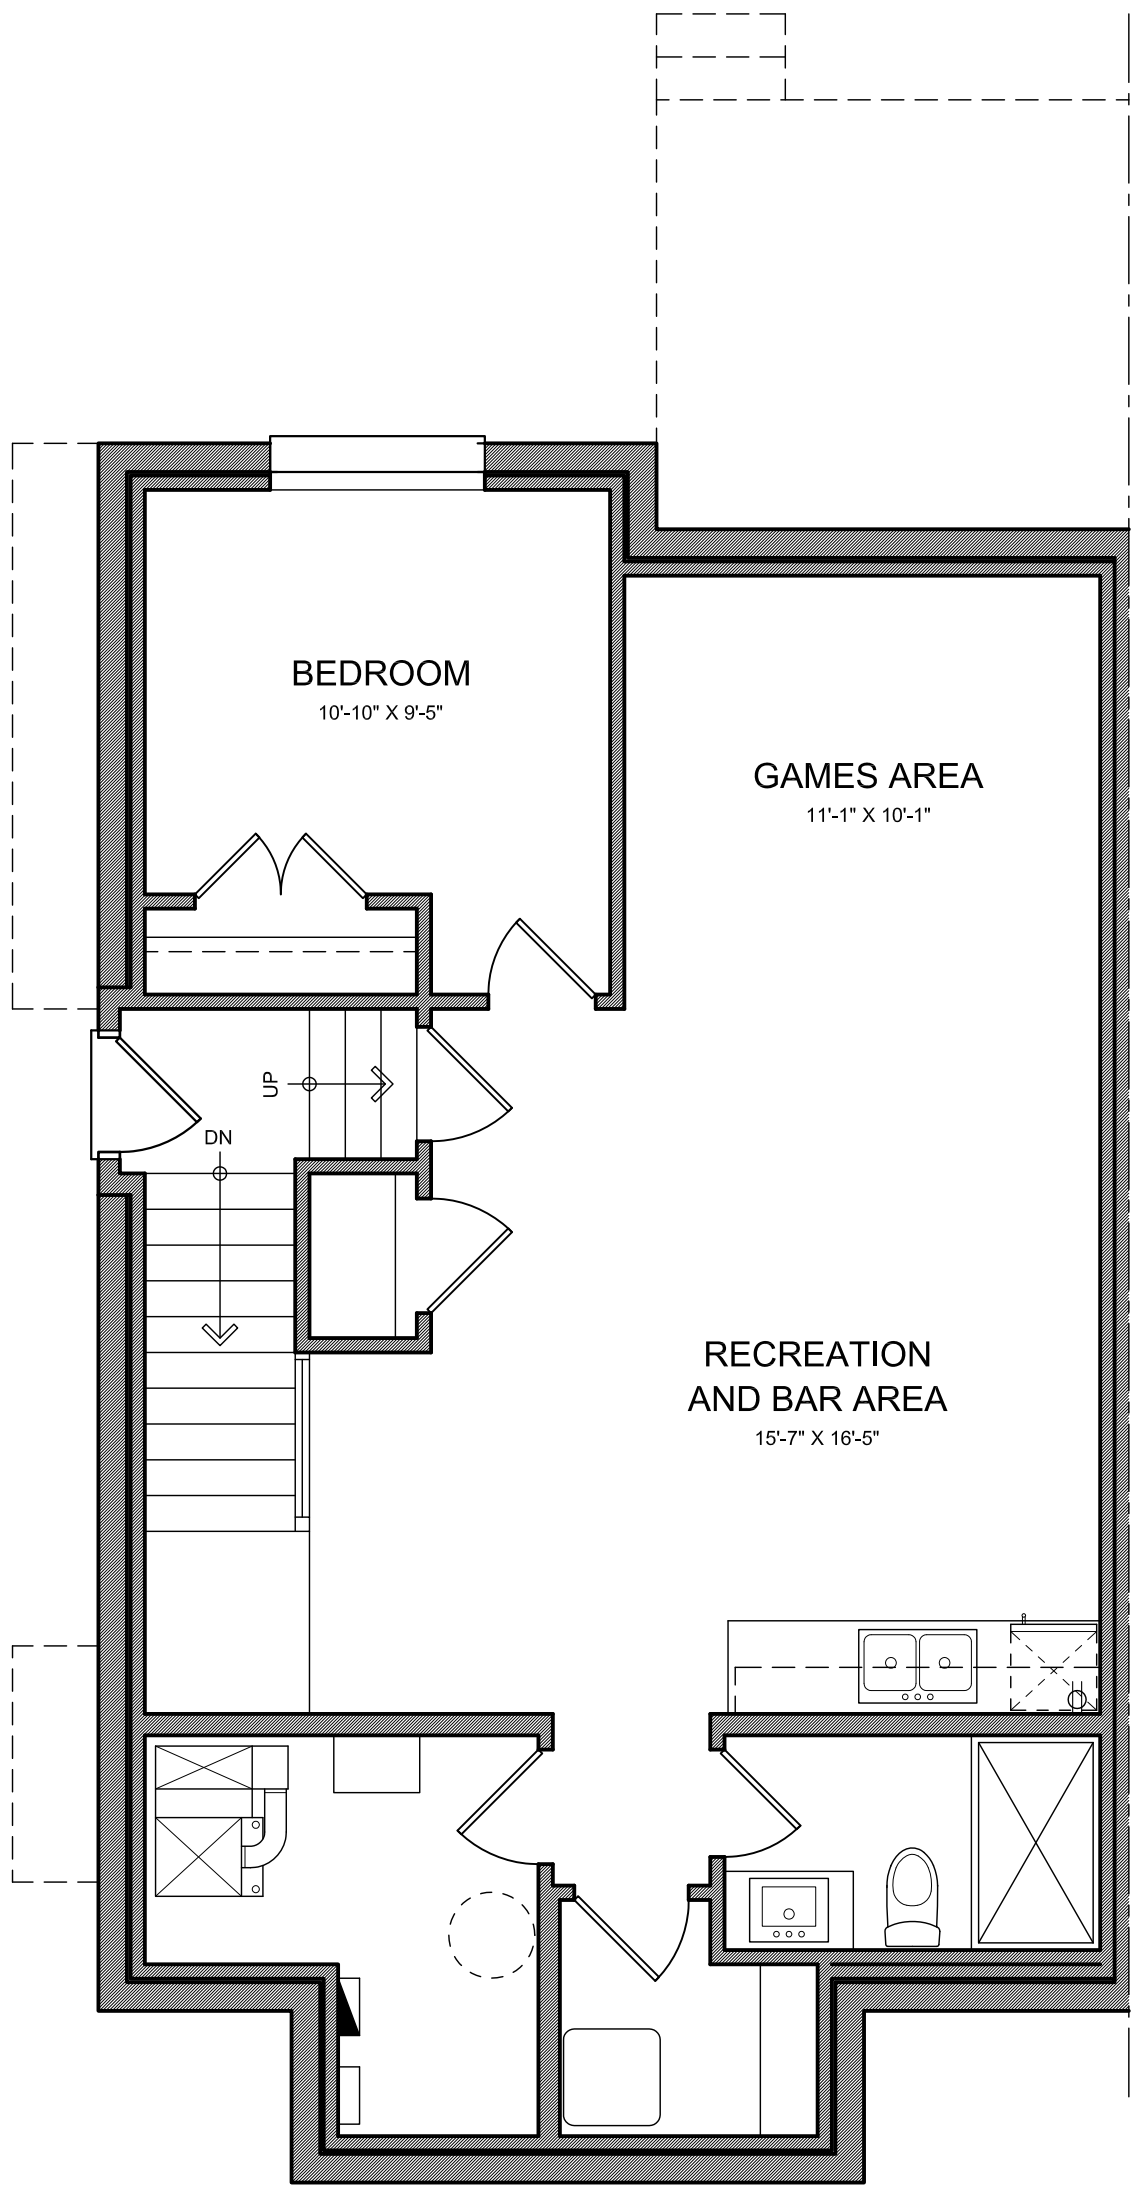 BEDROOM
10'-10" X 9'-5"
GAMES AREA
11'-1" X 10'-1"
UP
DN
RECREATION
AND BAR AREA
15'-7" X 16'-5"